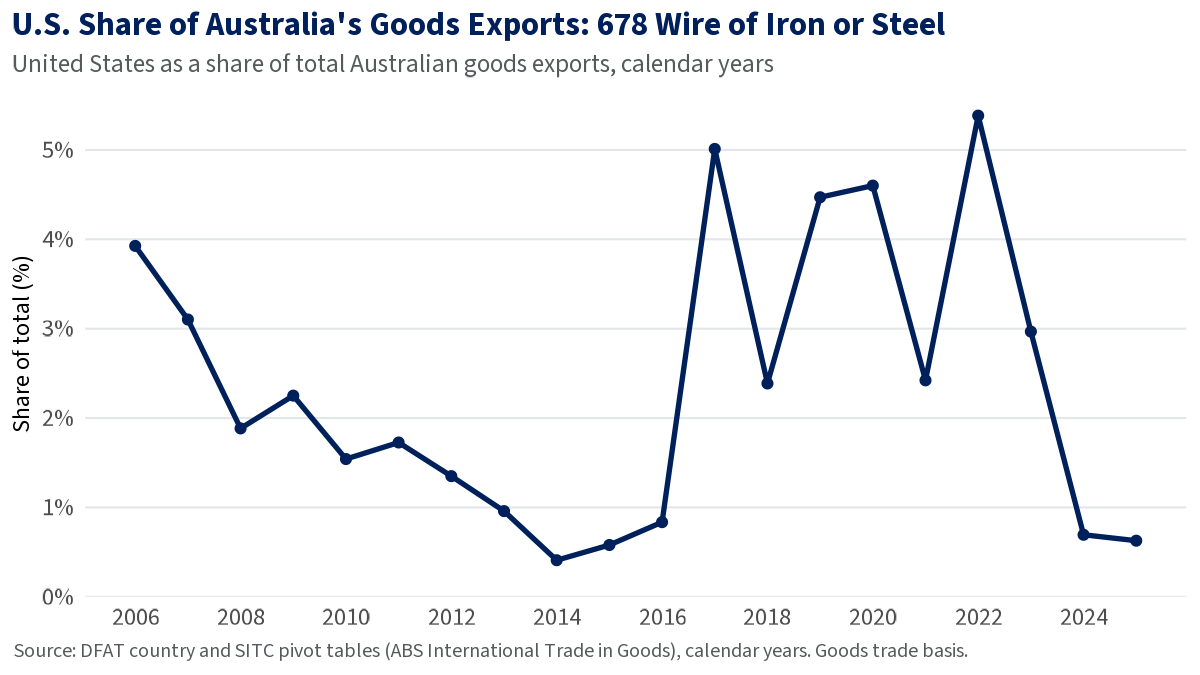 U.S. Share of Australia's Goods Exports: 678 Wire of Iron or Steel
United States as a share of total Australian goods exports, calendar years
Share of total (%)
5%
4%
3%
2%
1%
0%
2006 2008 2010 2012 2014 2016 2018 2020 2022 2024
Source: DFAT country and SITC pivot tables (ABS International Trade in Goods), calendar years. Goods trade basis.